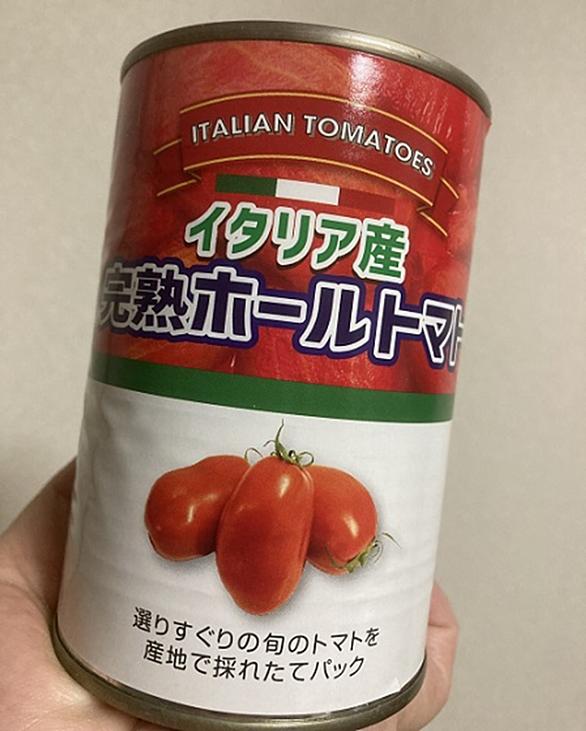 ITALIAN TOMATOES
イタリア産
完熟ホールトマト
選りすぐりの旬のトマトを
産地で採れたてパック